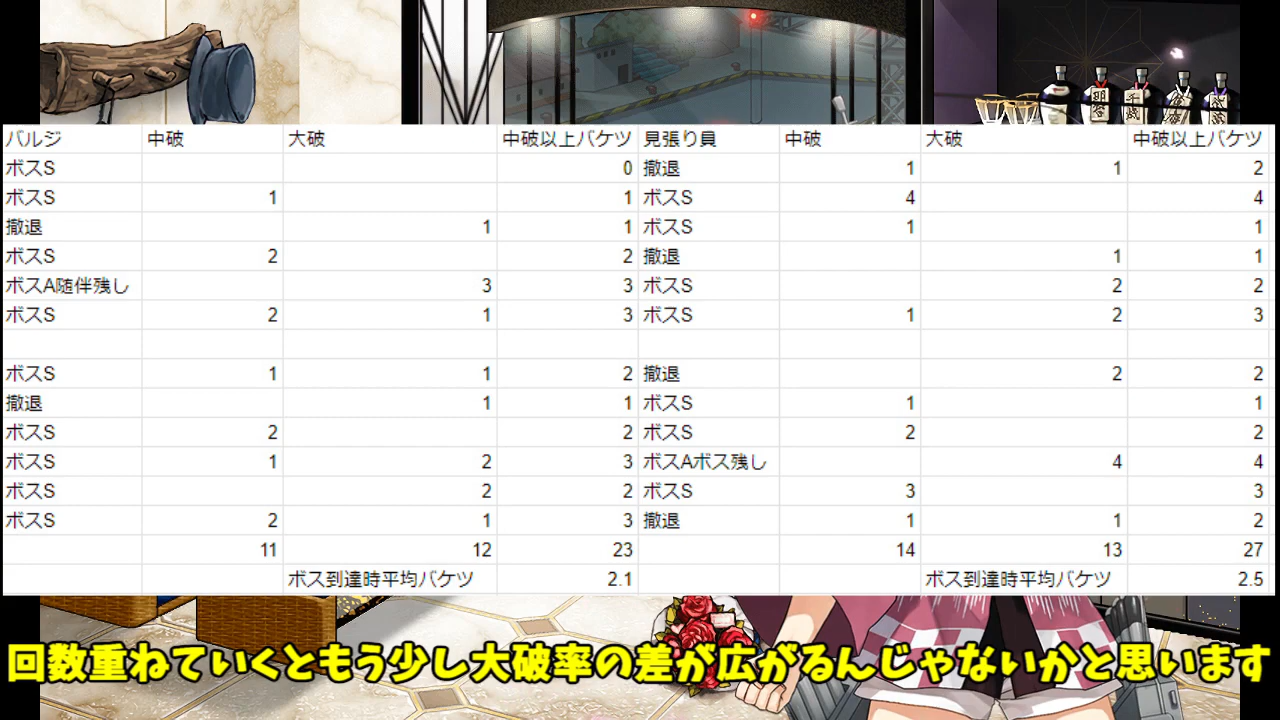 バルジ 中破 大破 中破以上バケツ 見張り員 中破 大破 中破以上バケツ
ボスS 0 撤退 1 1 2
ボスS 1 1 ボスS 4 4
撤退 1 1 ボスS 1 1
ボスS 2 2 撤退 1 1
ボスA随伴残し 3 3 ボスS 2 2
ボスS 2 1 3 ボスS 1 2 3
ボスS 1 1 2 撤退 2 2
撤退 1 1 ボスS 1 1
ボスS 2 2 ボスS 2 2
ボスS 1 2 3 ボスAボス残し 4 4
ボスS 2 2 ボスS 3 3
ボスS 2 1 3 撤退 1 1 2
11 12 23 14 13 27
ボス到達時平均バケツ 2.1 ボス到達時平均バケツ 2.5
回数重ねていくともう少し大破率の差が広がるんじゃないかと思います